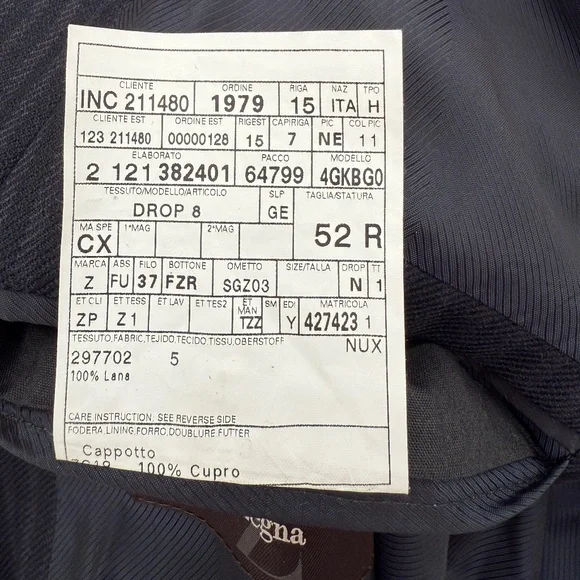 CLIENTE ORDINE RIGA NAZ TPO
INC 211480 1979 15 ITA H
CLIENTE EST ORDINE EST RIGEST CAPIRIGA PIC COL PIC
123 211480 00000128 15 7 NE 11
ELABORATO PACCO MODELLO
2 121 382401 64799 4GKBG0
TESSUTO/MODELLO/ARTICOLO SLP TAGLIA/STATURA
DROP 8 GE 52 R
MA SPE 1°MAG 2°MAG
CX
MARCA ABS FILO BOTTONE OMETTO SIZE/TALLA DROP TT
Z FU 37 FZR SGZ03 N 1
ET CLI ET TESS ET LAV ET TES2 ET MAN SM EDI MATRICOLA
ZP Z1 TZZ Y 427423 1
TESSUTO,FABRIC,TEJIDO,TECIDO TISSU,OBERSTOFF NUX
297702 5
100% Lana
CARE INSTRUCTION: SEE REVERSE SIDE
FODERA,LINING,FORRO,DOUBLURE,FUTTER
Cappotto
100% Cupro
egna